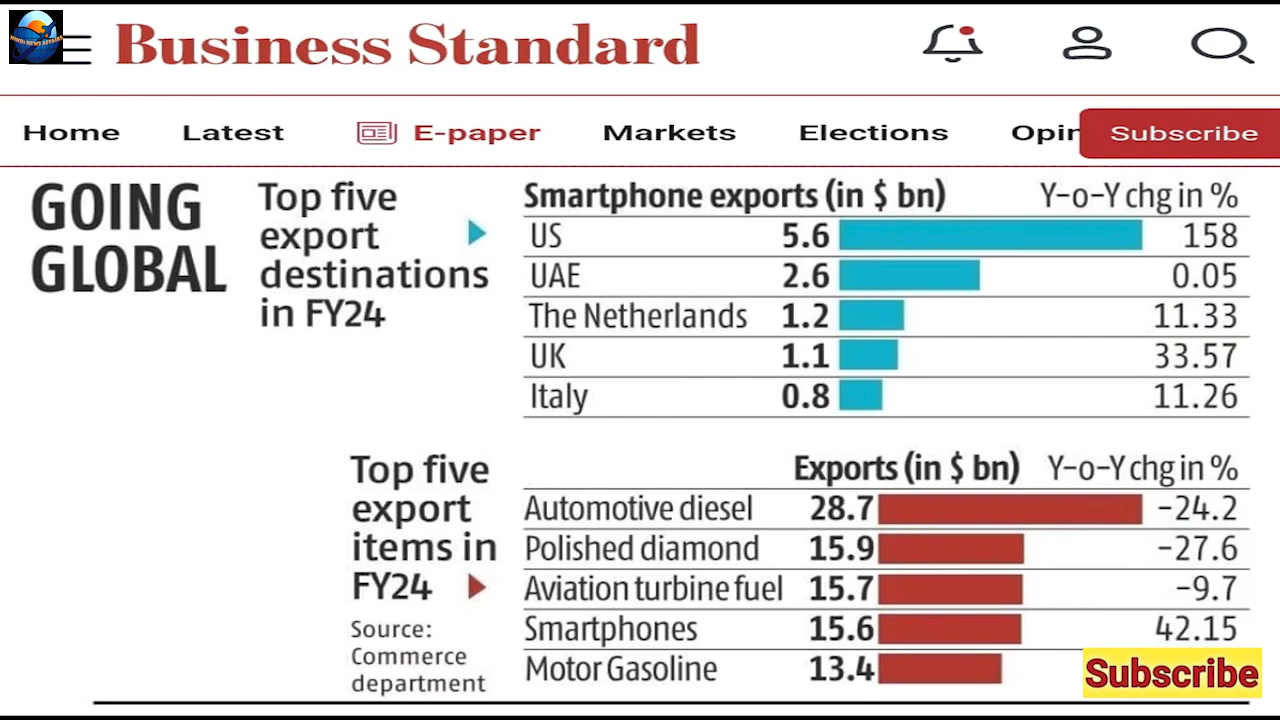 Business Standard
Home Latest E-paper Markets Elections Subscribe
GOING
GLOBAL
Top five
export
destinations
in FY24
Smartphone exports (in $ bn) Y-o-Y chg in %
US 5.6 158
UAE 2.6 0.05
The Netherlands 1.2 11.33
UK 1.1 33.57
Italy 0.8 11.26
Top five
export
items in
FY24
Source:
Commerce
department
Exports (in $ bn) Y-o-Y chg in %
Automotive diesel 28.7 -24.2
Polished diamond 15.9 -27.6
Aviation turbine fuel 15.7 -9.7
Smartphones 15.6 42.15
Motor Gasoline 13.4
Subscribe